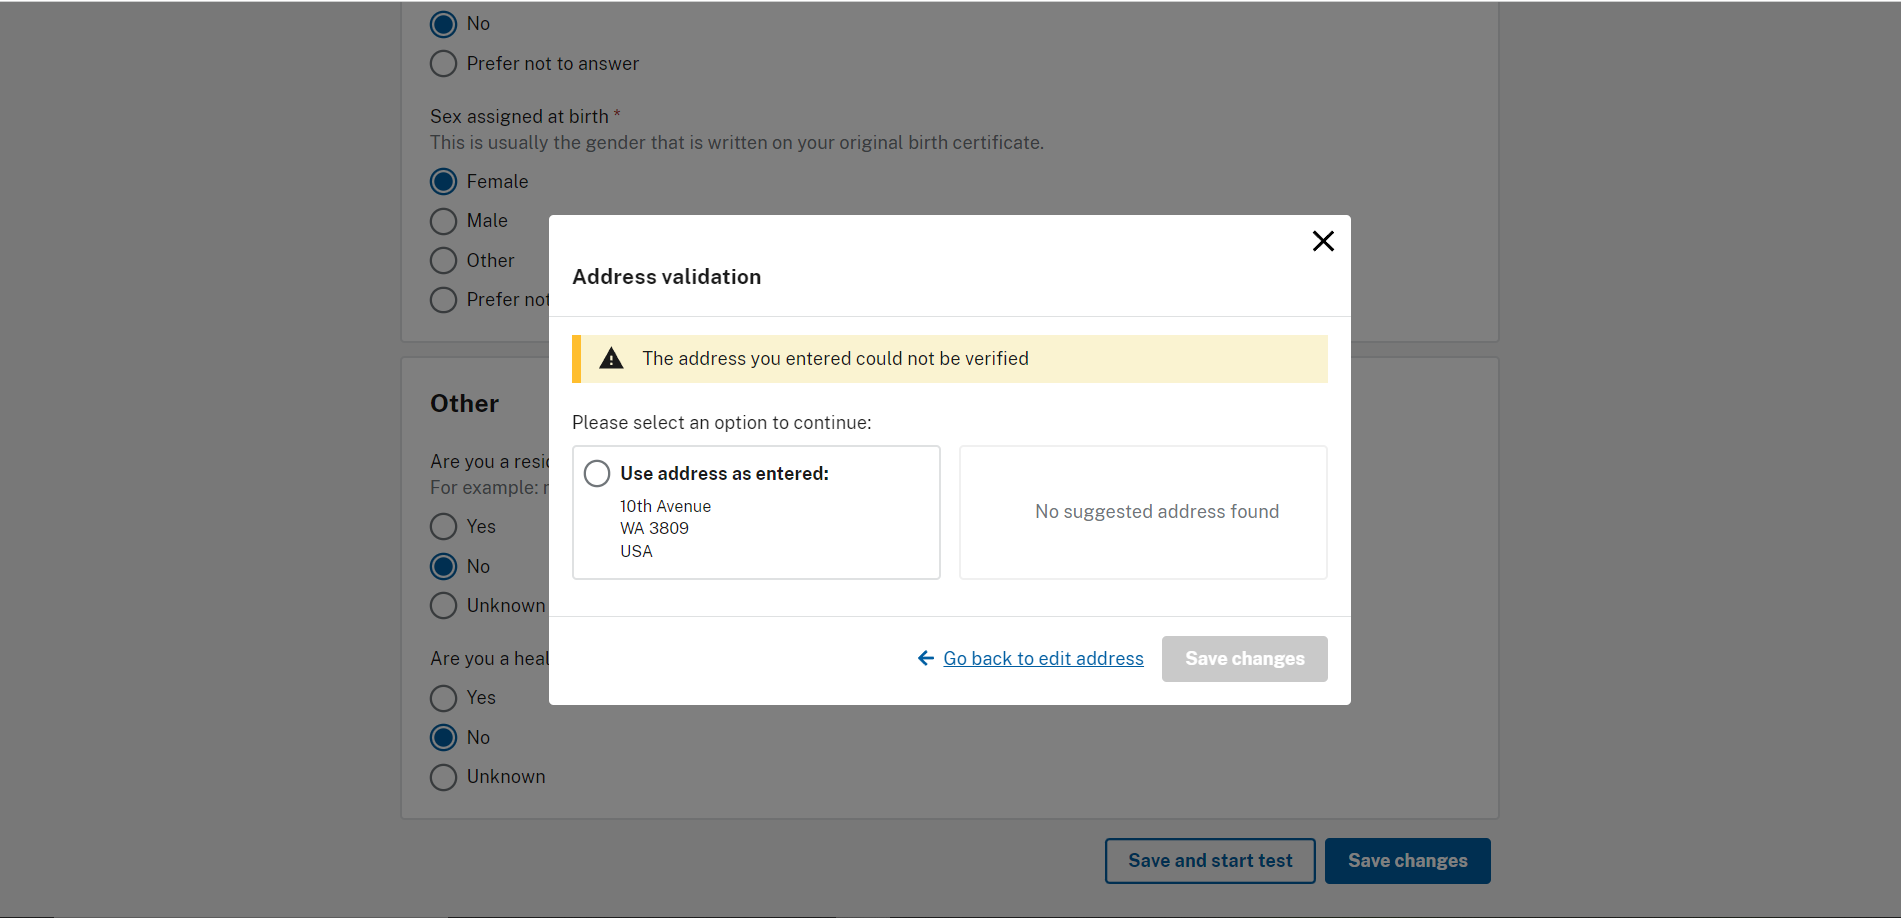 No
Prefer not to answer
Sex assigned at birth *
This is usually the gender that is written on your original birth certificate.
Female
Male
Other
Prefer not
Address validation
The address you entered could not be verified
Please select an option to continue:
Use address as entered:
10th Avenue
WA 3809
USA
No suggested address found
Go back to edit address
Save changes
Other
Are you a resi
For example:
Yes
No
Unknown
Are you a heal
Yes
No
Unknown
Save and start test
Save changes